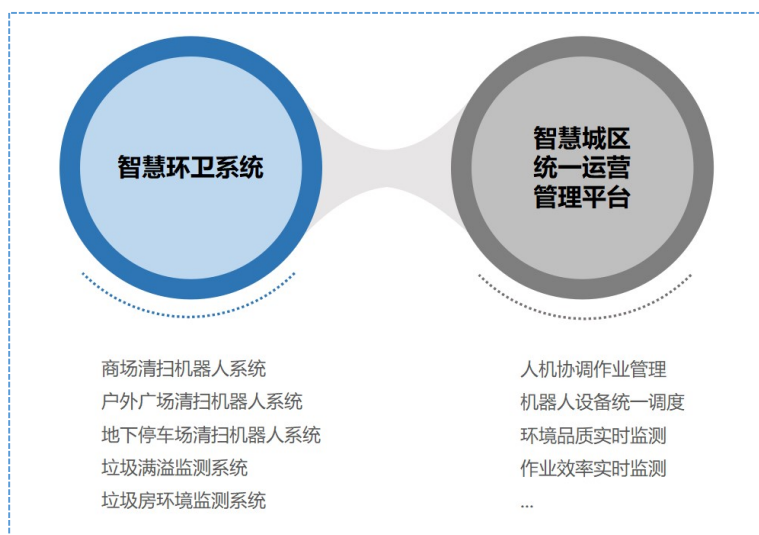 智慧环卫系统
智慧城区
统一运营
管理平台
商场清扫机器人系统
户外广场清扫机器人系统
地下停车场清扫机器人系统
垃圾满溢监测系统
垃圾房环境监测系统
人机协调作业管理
机器人设备统一调度
环境品质实时监测
作业效率实时监测
...